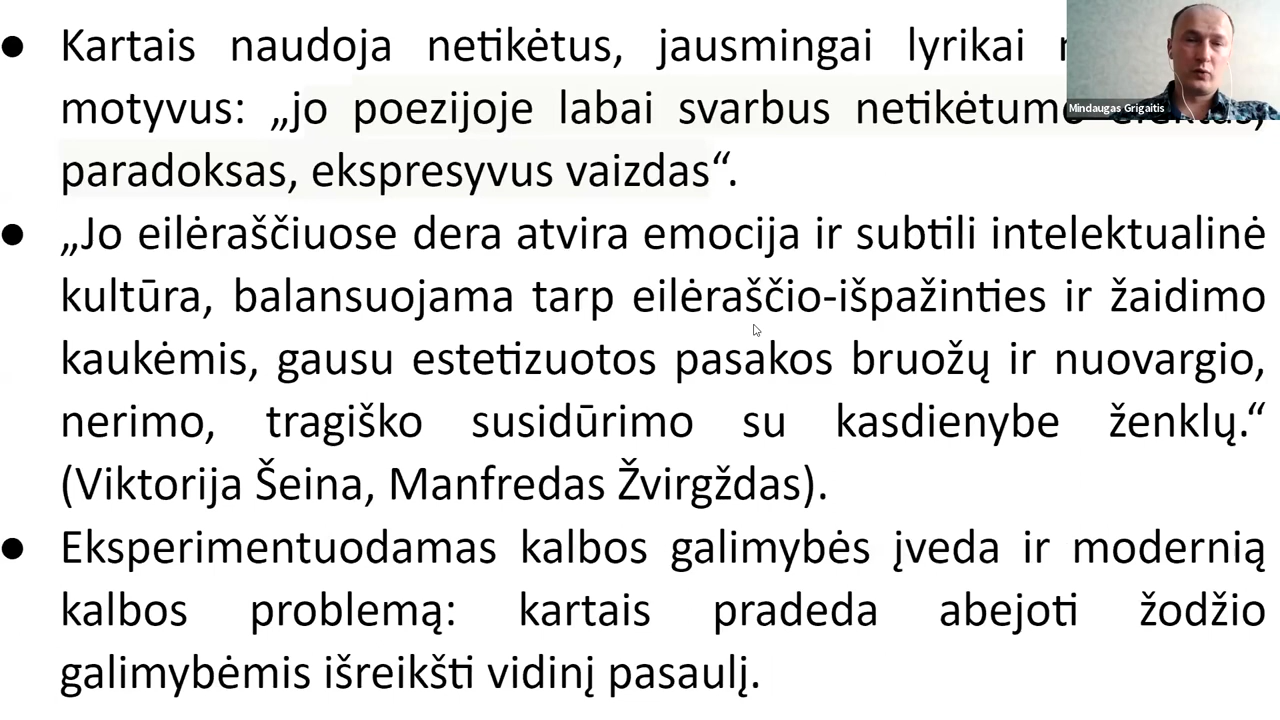 ● Kartais naudoja netikėtus, jausmingai lyrikai
Mindaugas Grigaitis
motyvus: „jo poezijoje labai svarbus netikėtumo
paradoksas, ekspresyvus vaizdas“.
● „Jo eilėraščiuose dera atvira emocija ir subtili intelektualinė
kultūra, balansuojama tarp eilėraščio-išpažinties ir žaidimo
kaukėmis, gausu estetizuotos pasakos bruožų ir nuovargio,
nerimo, tragiško susidūrimo su kasdienybe ženklų.“
(Viktorija Šeina, Manfredas Žvirgždas).
● Eksperimentuodamas kalbos galimybės įveda ir modernią
kalbos problemą: kartais pradeda abejoti žodžio
galimybėmis išreikšti vidinį pasaulį.